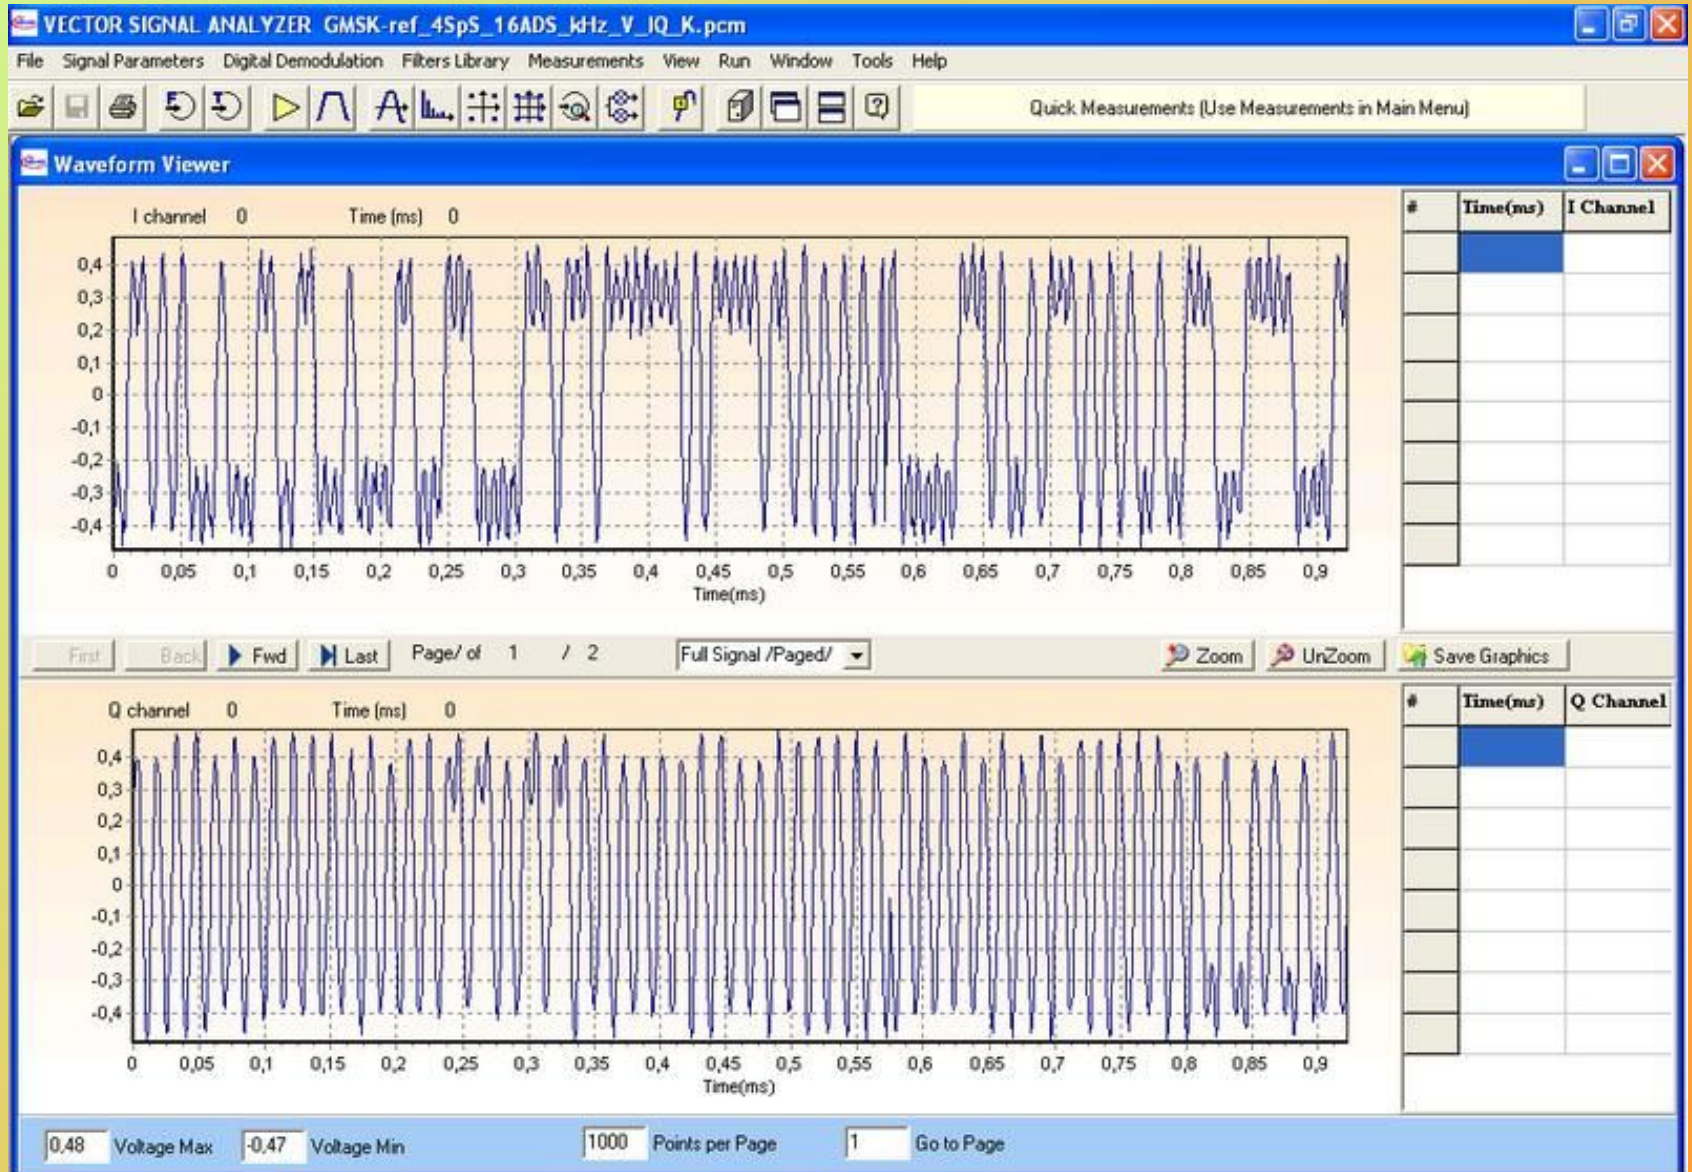 VECTOR SIGNAL ANALYZER GMSK-ref_4SpS_16ADS_kHz_V_IQ_K.pcm
File Signal Parameters Digital Demodulation Filters Library Measurements View Run Window Tools Help
Quick Measurements (Use Measurements in Main Menu)
Waveform Viewer
I channel 0 Time (ms) 0
# Time(ms) I Channel
0,4
0,3
0,2
0,1
0
-0,1
-0,2
-0,3
-0,4
0 0,05 0,1 0,15 0,2 0,25 0,3 0,35 0,4 0,45 0,5 0,55 0,6 0,65 0,7 0,75 0,8 0,85 0,9
Time(ms)
First Back Fwd Last Page/ of 1 / 2 Full Signal /Paged/ Zoom UnZoom Save Graphics
Q channel 0 Time (ms) 0
# Time(ms) Q Channel
0,4
0,3
0,2
0,1
0
-0,1
-0,2
-0,3
-0,4
0 0,05 0,1 0,15 0,2 0,25 0,3 0,35 0,4 0,45 0,5 0,55 0,6 0,65 0,7 0,75 0,8 0,85 0,9
Time(ms)
0,48 Voltage Max -0,47 Voltage Min 1000 Points per Page 1 Go to Page